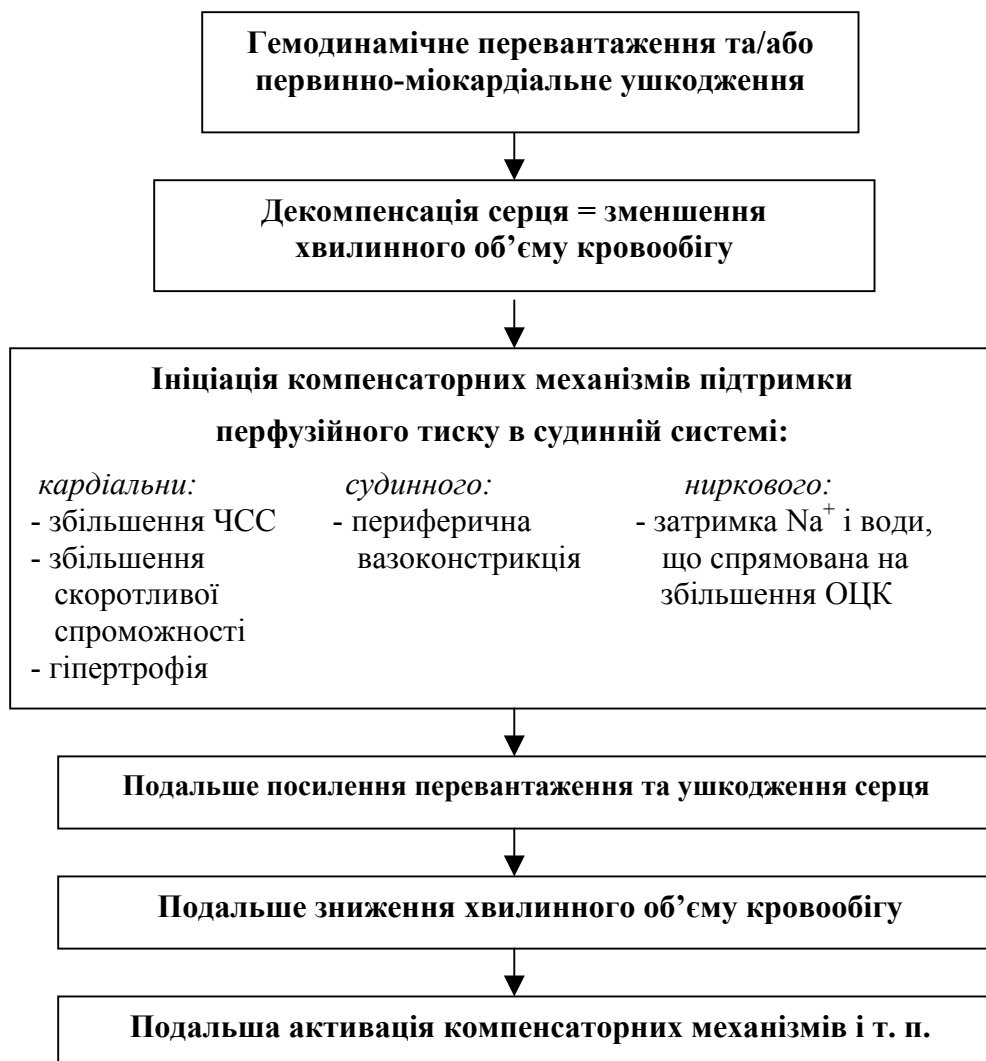 Гемодинамічне перевантаження та/або
первинно-міокардіальне ушкодження
Декомпенсація серця = зменшення
хвилинного об’єму кровообігу
Ініціація компенсаторних механізмів підтримки
перфузійного тиску в судинній системі:
кардіальни:
- збільшення ЧСС
- збільшення
скоротливої
спроможності
- гіпертрофія
судинного:
- периферична
вазоконстрикція
ниркового:
- затримка Na⁺ і води,
що спрямована на
збільшення ОЦК
Подальше посилення перевантаження та ушкодження серця
Подальше зниження хвилинного об’єму кровообігу
Подальша активація компенсаторних механізмів і т. п.